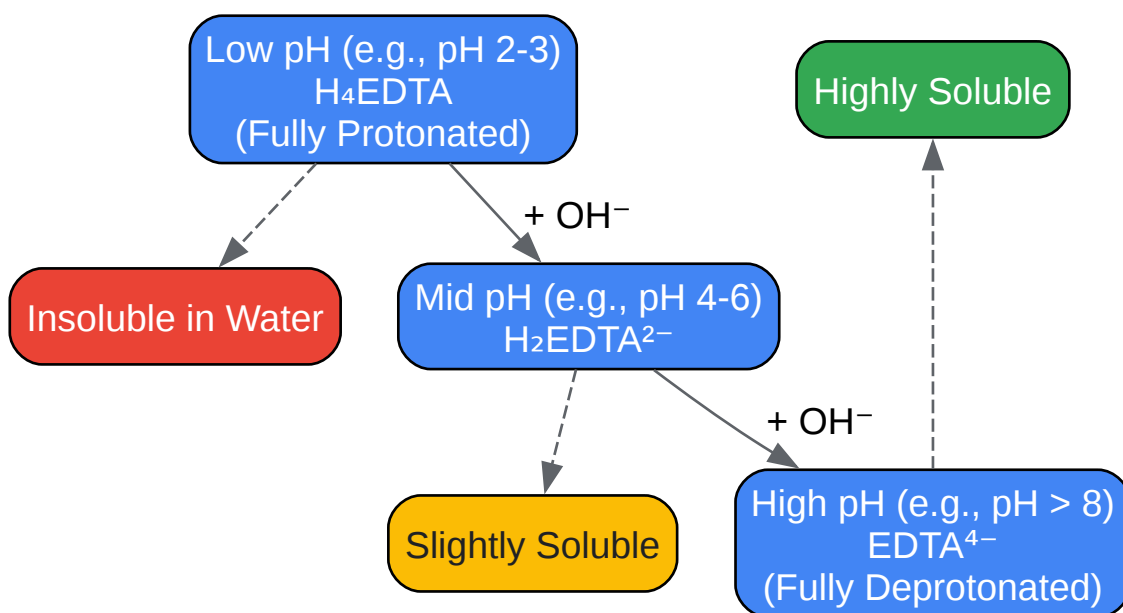 Low pH (e.g., pH 2-3)
H₄EDTA
(Fully Protonated)
Highly Soluble
+ OH⁻
Insoluble in Water
Mid pH (e.g., pH 4-6)
H₂EDTA²⁻
+ OH⁻
Slightly Soluble
High pH (e.g., pH > 8)
EDTA⁴⁻
(Fully Deprotonated)